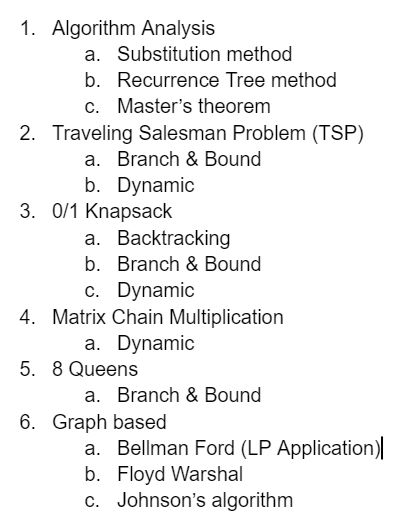 1. Algorithm Analysis
a. Substitution method
b. Recurrence Tree method
c. Master's theorem
2. Traveling Salesman Problem (TSP)
a. Branch & Bound
b. Dynamic
3. 0/1 Knapsack
a. Backtracking
b. Branch & Bound
c. Dynamic
4. Matrix Chain Multiplication
a. Dynamic
5. 8 Queens
a. Branch & Bound
6. Graph based
a. Bellman Ford (LP Application)
b. Floyd Warshal
c. Johnson's algorithm